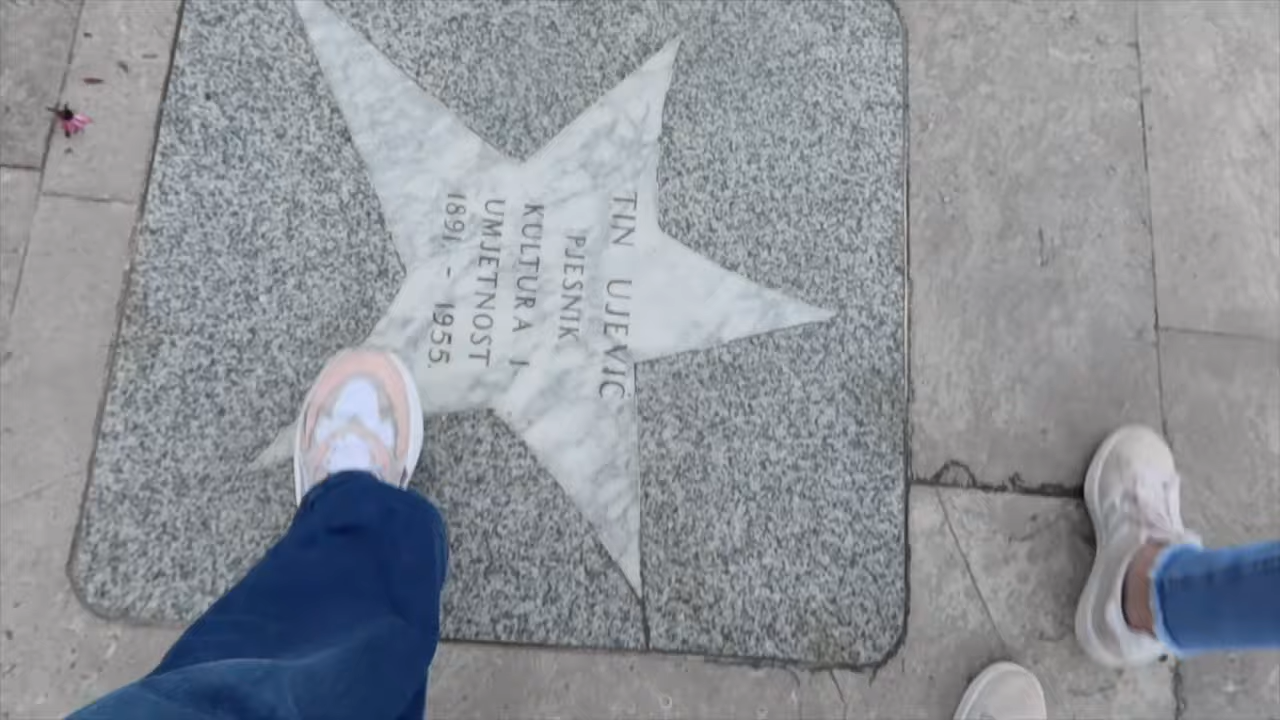 TIN UJEVIĆ
PJESNIK
KULTURA I
UMJETNOST
1891. - 1955.